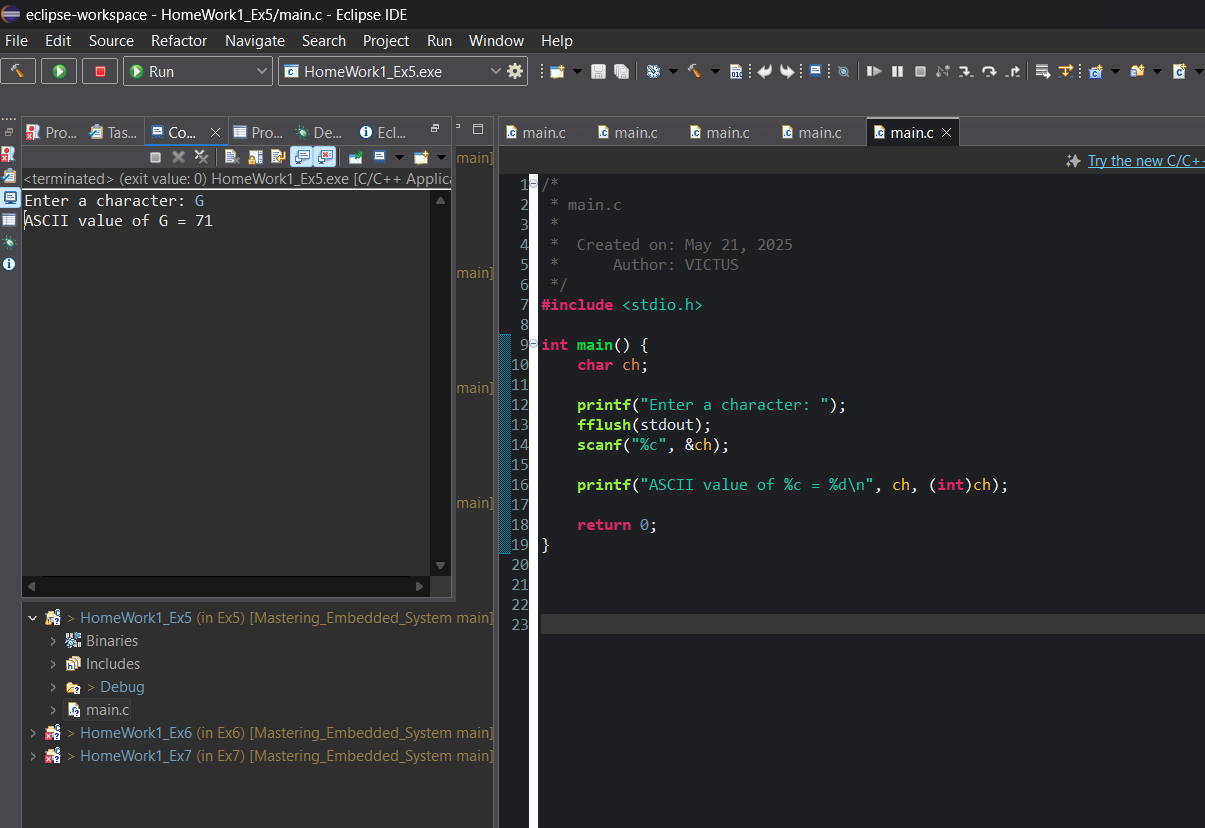 eclipse-workspace - HomeWork1_Ex5/main.c - Eclipse IDE
File Edit Source Refactor Navigate Search Project Run Window Help
Run HomeWork1_Ex5.exe
Pro... Tas... Co... Pro... De... Ecl...
main.c main.c main.c main.c main.c
Try the new C/C++
<terminated> (exit value: 0) HomeWork1_Ex5.exe [C/C++ Applica
Enter a character: G
ASCII value of G = 71
main]
main]
main]
main]
1 /*
2  * main.c
3  *
4  *  Created on: May 21, 2025
5  *      Author: VICTUS
6  */
7 #include <stdio.h>
8
9 int main() {
10     char ch;
11
12     printf("Enter a character: ");
13     fflush(stdout);
14     scanf("%c", &ch);
15
16     printf("ASCII value of %c = %d\n", ch, (int)ch);
17
18     return 0;
19 }
20
21
22
23
> HomeWork1_Ex5 (in Ex5) [Mastering_Embedded_System main]
Binaries
Includes
> Debug
main.c
> HomeWork1_Ex6 (in Ex6) [Mastering_Embedded_System main]
> HomeWork1_Ex7 (in Ex7) [Mastering_Embedded_System main]